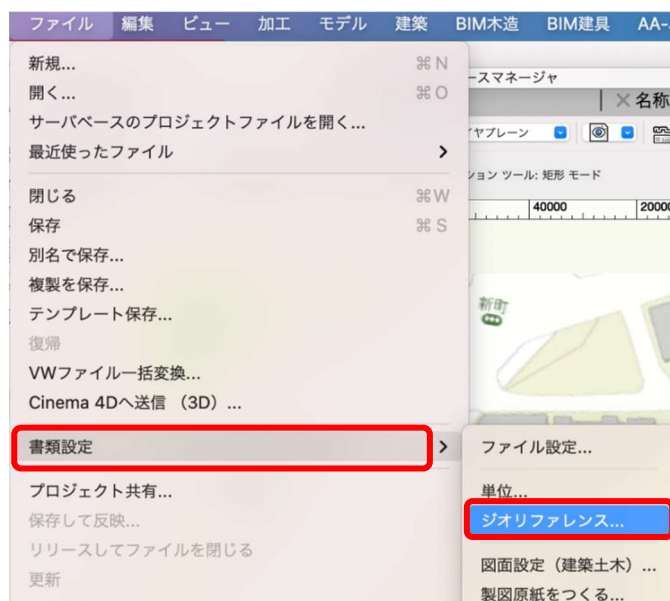 ファイル 編集 ビュー 加工 モデル 建築 BIM木造 BIM建具 AA-
新規... ⌘N
開く... ⌘O
サーバベースのプロジェクトファイルを開く...
最近使ったファイル >
閉じる ⌘W
保存 ⌘S
別名で保存...
複製を保存...
テンプレート保存...
復帰
VWファイル一括変換...
Cinema 4Dへ送信 （3D）...
書類設定 >
プロジェクト共有...
保存して反映...
リリースしてファイルを閉じる
更新
ースマネージャ
× 名称
イヤプレーン
ション ツール: 矩形 モード
40000 20000
新町
ファイル設定...
単位...
ジオリファレンス...
図面設定（建築土木）...
製図原紙をつくる...